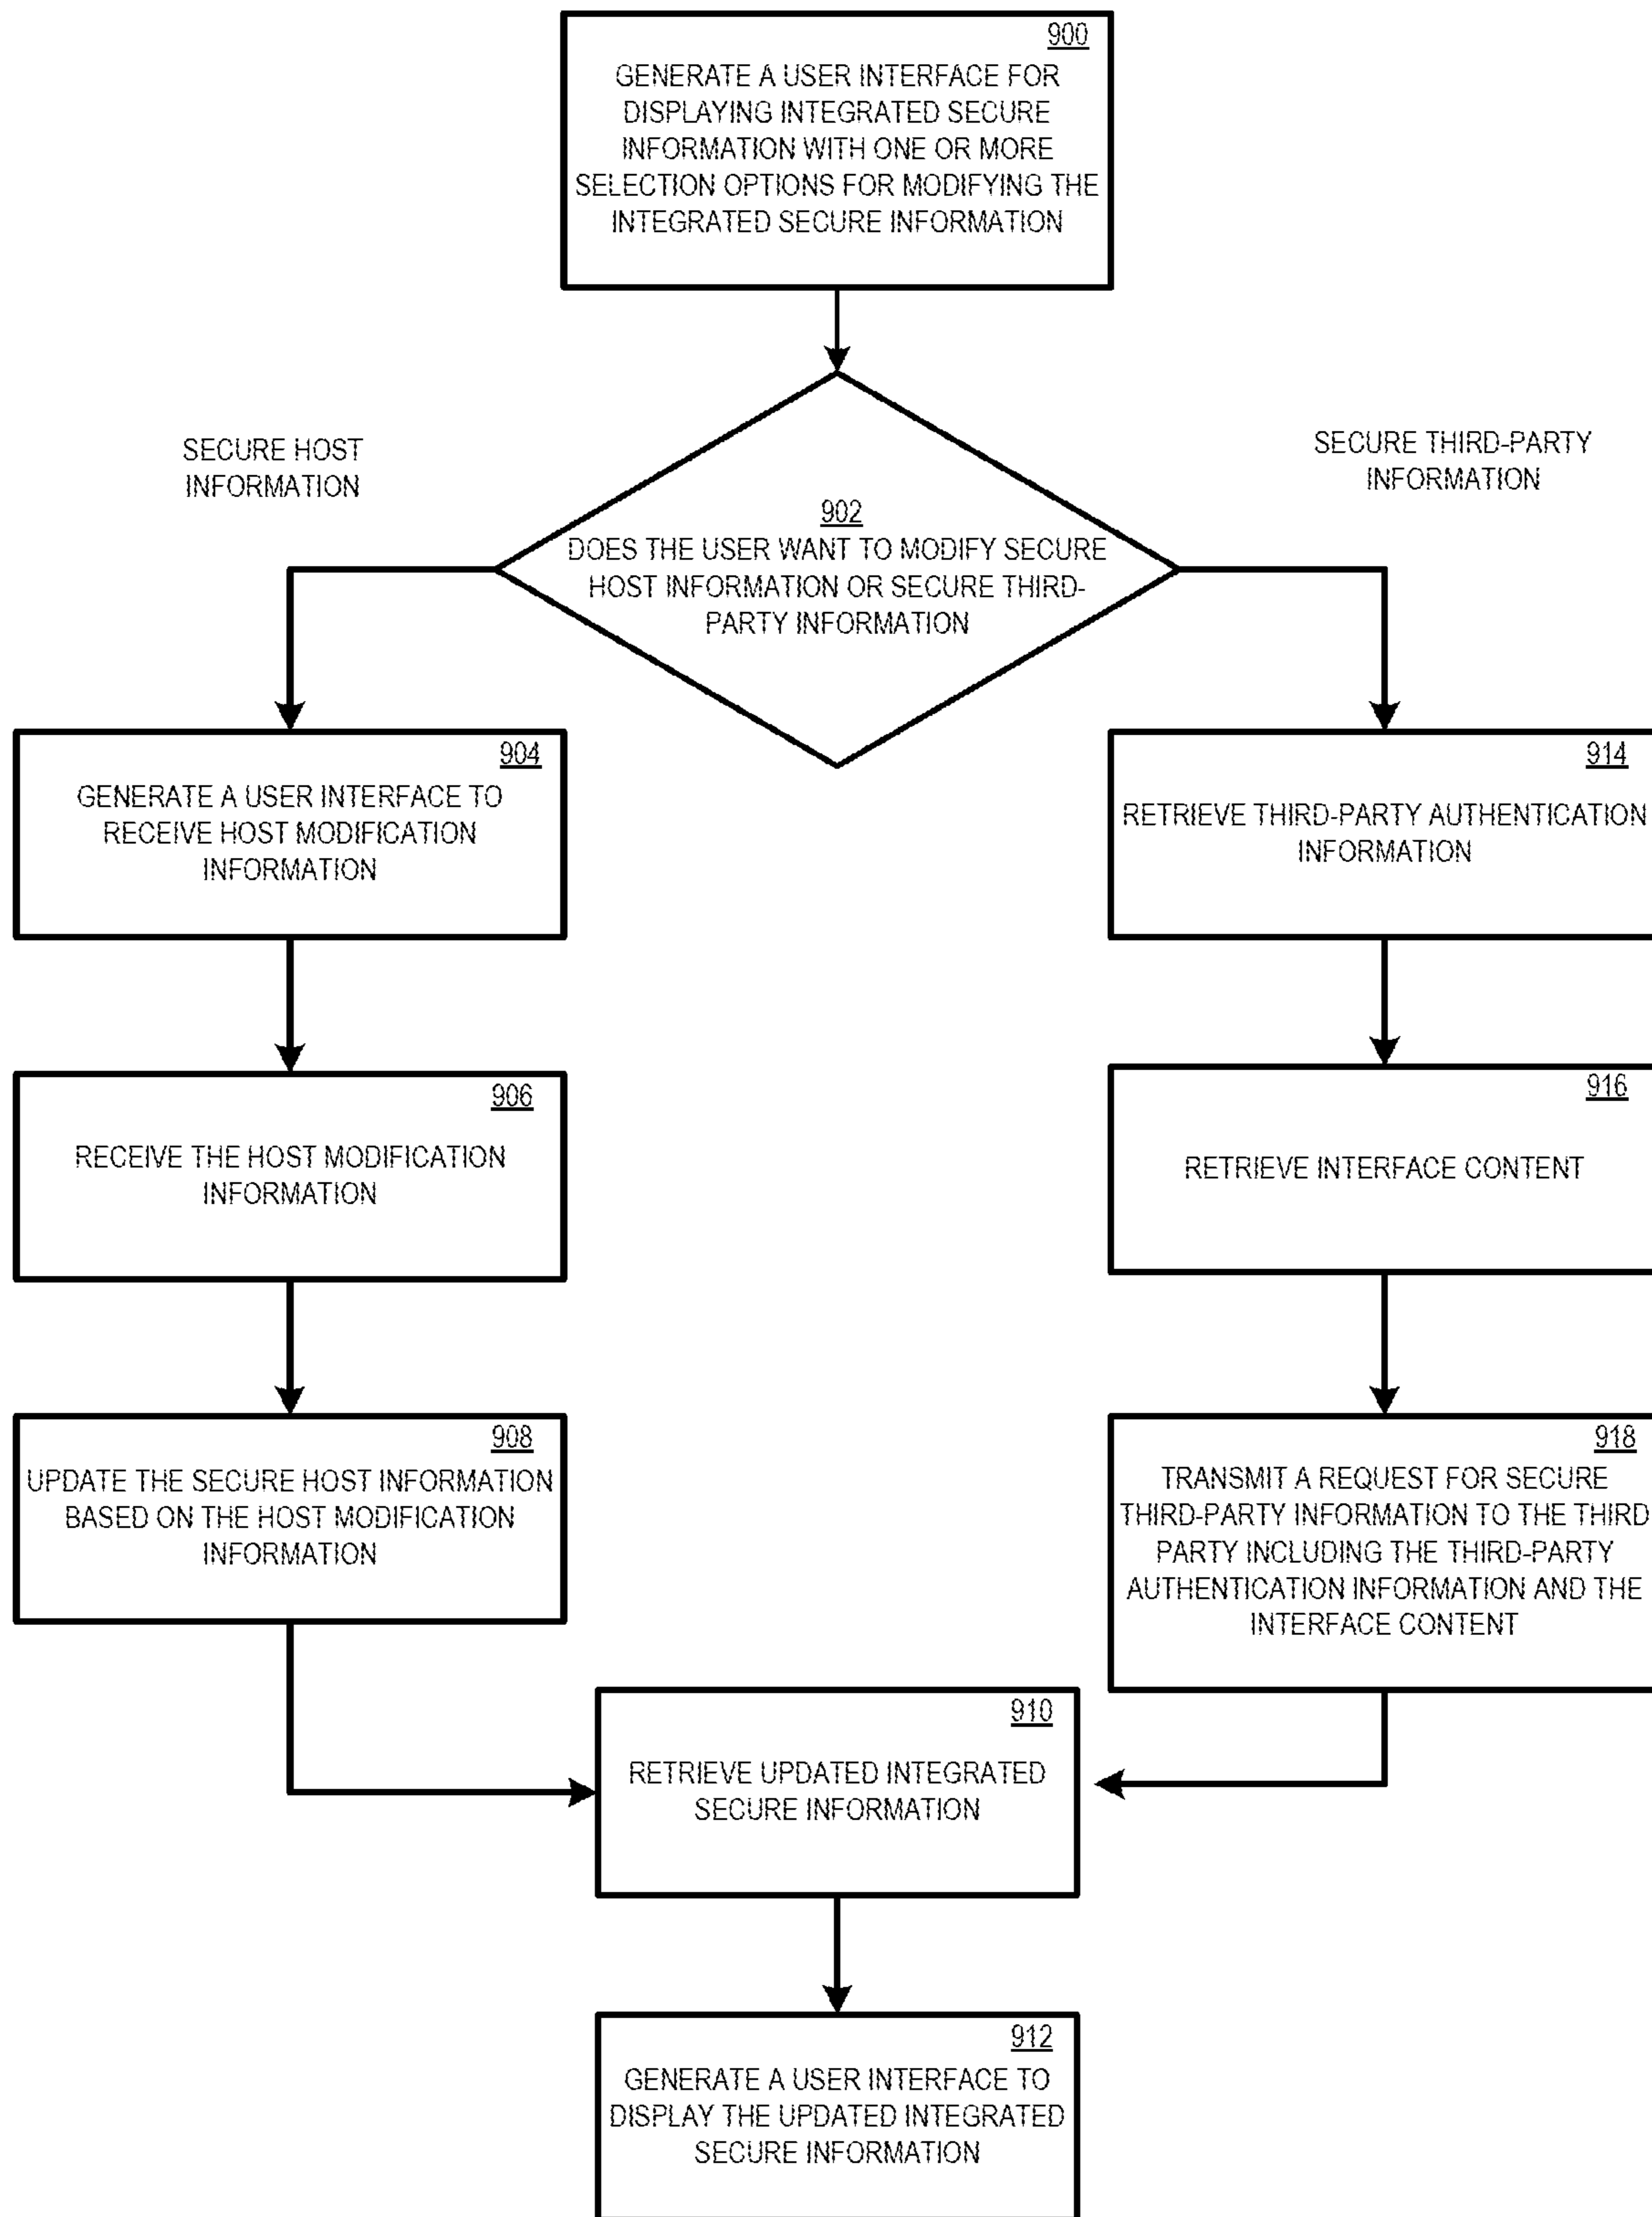 900
GENERATE A USER INTERFACE FOR
DISPLAYING INTEGRATED SECURE
INFORMATION WITH ONE OR MORE
SELECTION OPTIONS FOR MODIFYING THE
INTEGRATED SECURE INFORMATION
SECURE HOST
INFORMATION
SECURE THIRD-PARTY
INFORMATION
902
DOES THE USER WANT TO MODIFY SECURE
HOST INFORMATION OR SECURE THIRD-
PARTY INFORMATION
904
GENERATE A USER INTERFACE TO
RECEIVE HOST MODIFICATION
INFORMATION
914
RETRIEVE THIRD-PARTY AUTHENTICATION
INFORMATION
906
RECEIVE THE HOST MODIFICATION
INFORMATION
916
RETRIEVE INTERFACE CONTENT
908
UPDATE THE SECURE HOST INFORMATION
BASED ON THE HOST MODIFICATION
INFORMATION
918
TRANSMIT A REQUEST FOR SECURE
THIRD-PARTY INFORMATION TO THE THIRD
PARTY INCLUDING THE THIRD-PARTY
AUTHENTICATION INFORMATION AND THE
INTERFACE CONTENT
910
RETRIEVE UPDATED INTEGRATED
SECURE INFORMATION
912
GENERATE A USER INTERFACE TO
DISPLAY THE UPDATED INTEGRATED
SECURE INFORMATION